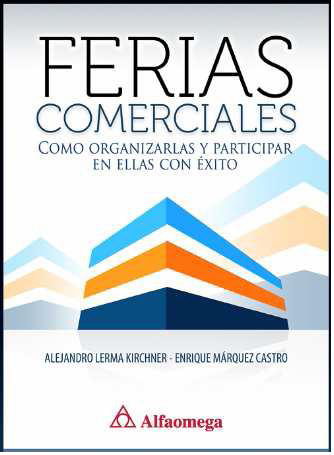 FERIAS
COMERCIALES
COMO ORGANIZARLAS Y PARTICIPAR
EN ELLAS CON ÉXITO
ALEJANDRO LERMA KIRCHNER - ENRIQUE MÁRQUEZ CASTRO
Alfaomega